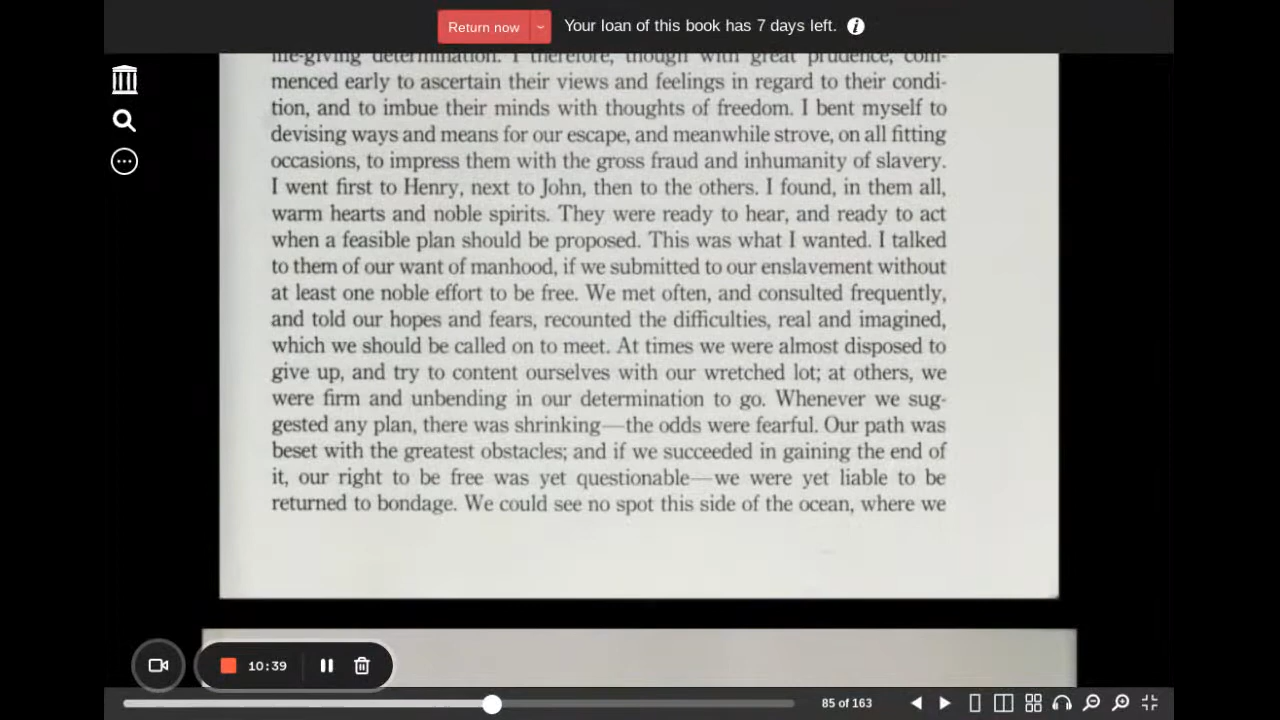 Return now
Your loan of this book has 7 days left.
life-giving determination. I therefore, though with great prudence, com-
menced early to ascertain their views and feelings in regard to their condi-
tion, and to imbue their minds with thoughts of freedom. I bent myself to
devising ways and means for our escape, and meanwhile strove, on all fitting
occasions, to impress them with the gross fraud and inhumanity of slavery.
I went first to Henry, next to John, then to the others. I found, in them all,
warm hearts and noble spirits. They were ready to hear, and ready to act
when a feasible plan should be proposed. This was what I wanted. I talked
to them of our want of manhood, if we submitted to our enslavement without
at least one noble effort to be free. We met often, and consulted frequently,
and told our hopes and fears, recounted the difficulties, real and imagined,
which we should be called on to meet. At times we were almost disposed to
give up, and try to content ourselves with our wretched lot; at others, we
were firm and unbending in our determination to go. Whenever we sug-
gested any plan, there was shrinking—the odds were fearful. Our path was
beset with the greatest obstacles; and if we succeeded in gaining the end of
it, our right to be free was yet questionable—we were yet liable to be
returned to bondage. We could see no spot this side of the ocean, where we
10:39
85 of 163